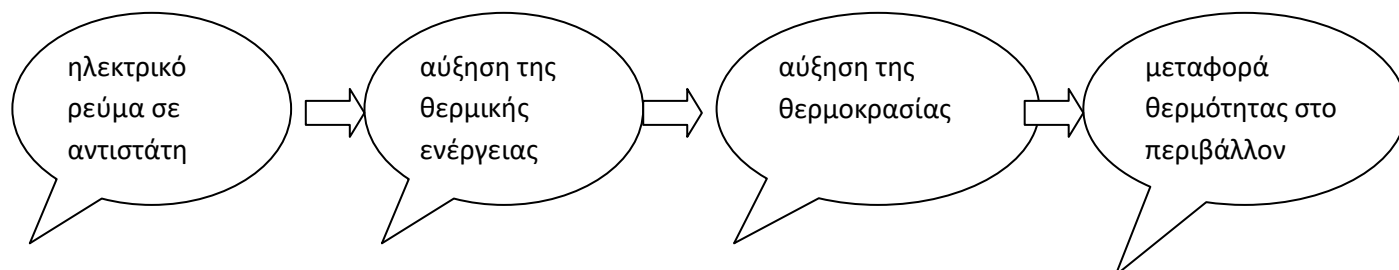 ηλεκτρικό
ρεύμα σε
αντιστάτη
αύξηση της
θερμικής
ενέργειας
αύξηση της
θερμοκρασίας
μεταφορά
θερμότητας στο
περιβάλλον